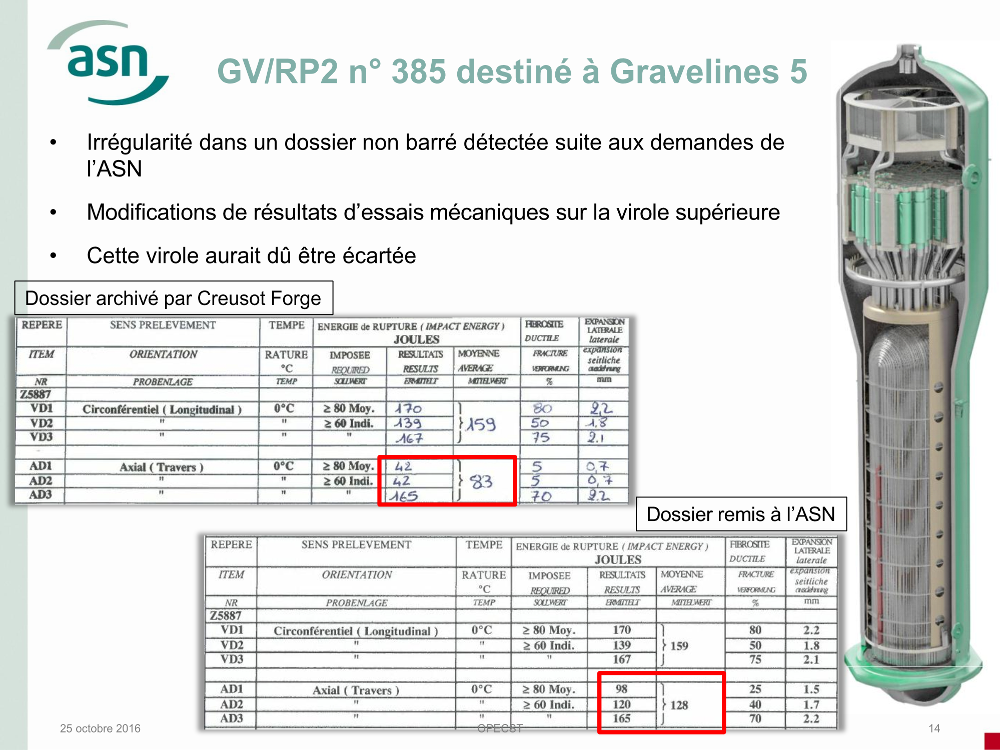 asn
GV/RP2 n° 385 destiné à Gravelines 5
• Irrégularité dans un dossier non barré détectée suite aux demandes de
l’ASN
• Modifications de résultats d’essais mécaniques sur la virole supérieure
• Cette virole aurait dû être écartée
Dossier archivé par Creusot Forge
REPERE SENS PRELEVEMENT TEMPE ENERGIE de RUPTURE ( IMPACT ENERGY ) FIBROSITE EXPANSION
LATERALE
JOULES DUCTILE laterale
ITEM ORIENTATION RATURE IMPOSEE RESULTATS MOYENNE FRACTURE expansion
seitliche
°C REQUIRED RESULTS AVERAGE VERFORMUNG ausdehnung
NR PROBENLAGE TEMP SOLLWERT ERMITTELT MITTELWERT % mm
Z5887
VD1 Circonférentiel ( Longitudinal ) 0°C ≥ 80 Moy. 170 80 2,2
VD2 " " ≥ 60 Indi. 139 159 50 1,8
VD3 " " " 167 75 2.1
AD1 Axial ( Travers ) 0°C ≥ 80 Moy. 42 5 0,7
AD2 " " ≥ 60 Indi. 42 83 5 0,7
AD3 " " " 165 70 2.2
Dossier remis à l’ASN
REPERE SENS PRELEVEMENT TEMPE ENERGIE de RUPTURE ( IMPACT ENERGY ) FIBROSITE EXPANSION
LATERALE
JOULES DUCTILE laterale
ITEM ORIENTATION RATURE IMPOSEE RESULTATS MOYENNE FRACTURE expansion
seitliche
°C REQUIRED RESULTS AVERAGE VERFORMUNG ausdehnung
NR PROBENLAGE TEMP SOLLWERT ERMITTELT MITTELWERT % mm
Z5887
VD1 Circonférentiel ( Longitudinal ) 0°C ≥ 80 Moy. 170 80 2.2
VD2 " " ≥ 60 Indi. 139 159 50 1.8
VD3 " " " 167 75 2.1
AD1 Axial ( Travers ) 0°C ≥ 80 Moy. 98 25 1.5
AD2 " " ≥ 60 Indi. 120 128 40 1.7
AD3 " " " 165 70 2.2
25 octobre 2016 OPECST 14